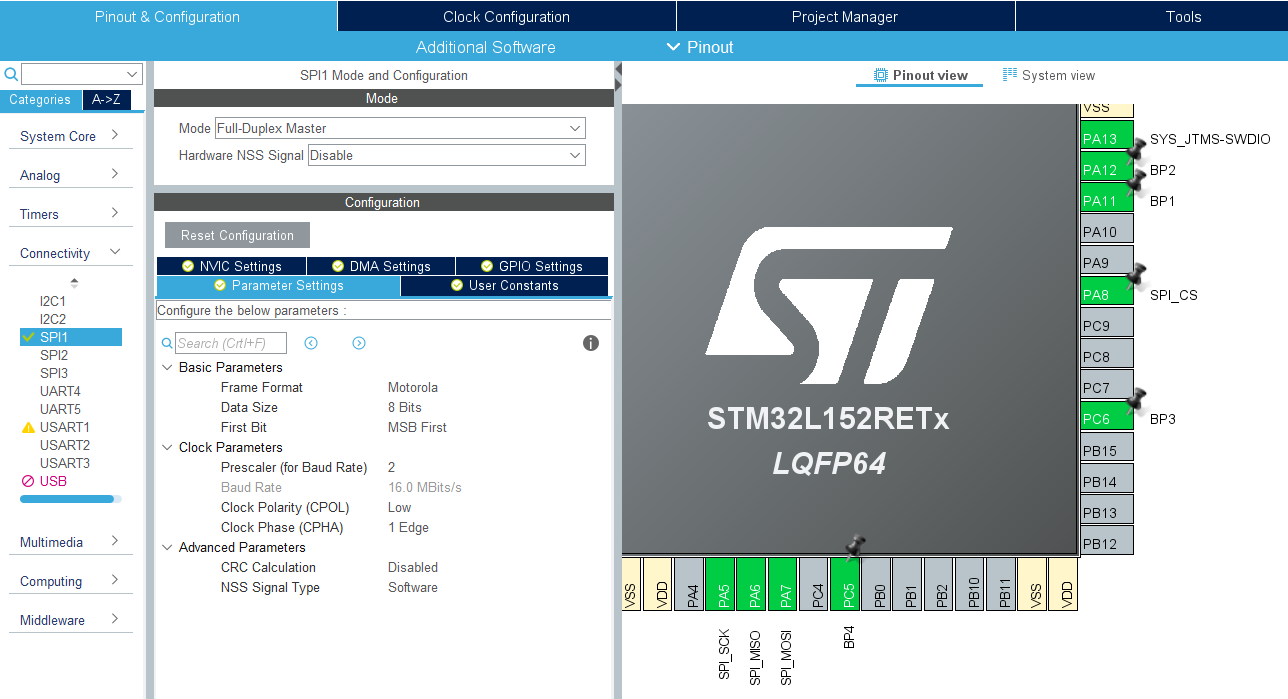 Pinout & Configuration
Clock Configuration
Project Manager
Tools
Additional Software
Pinout
Categories
A->Z
System Core
Analog
Timers
Connectivity
I2C1
I2C2
SPI1
SPI2
SPI3
UART4
UART5
USART1
USART2
USART3
USB
Multimedia
Computing
Middleware
SPI1 Mode and Configuration
Mode
Mode Full-Duplex Master
Hardware NSS Signal Disable
Configuration
Reset Configuration
NVIC Settings
DMA Settings
GPIO Settings
Parameter Settings
User Constants
Configure the below parameters :
Search (Crtl+F)
Basic Parameters
Frame Format Motorola
Data Size 8 Bits
First Bit MSB First
Clock Parameters
Prescaler (for Baud Rate) 2
Baud Rate 16.0 MBits/s
Clock Polarity (CPOL) Low
Clock Phase (CPHA) 1 Edge
Advanced Parameters
CRC Calculation Disabled
NSS Signal Type Software
Pinout view
System view
STM32L152RETx
LQFP64
VSS
PA13 SYS_JTMS-SWDIO
PA12 BP2
PA11 BP1
PA10
PA9
PA8 SPI_CS
PC9
PC8
PC7
PC6 BP3
PB15
PB14
PB13
PB12
VSS
VDD
PA4
PA5
PA6
PA7
PC4
PC5
PB0
PB1
PB2
PB10
PB11
VSS
VDD
SPI_SCK
SPI_MISO
SPI_MOSI
BP4